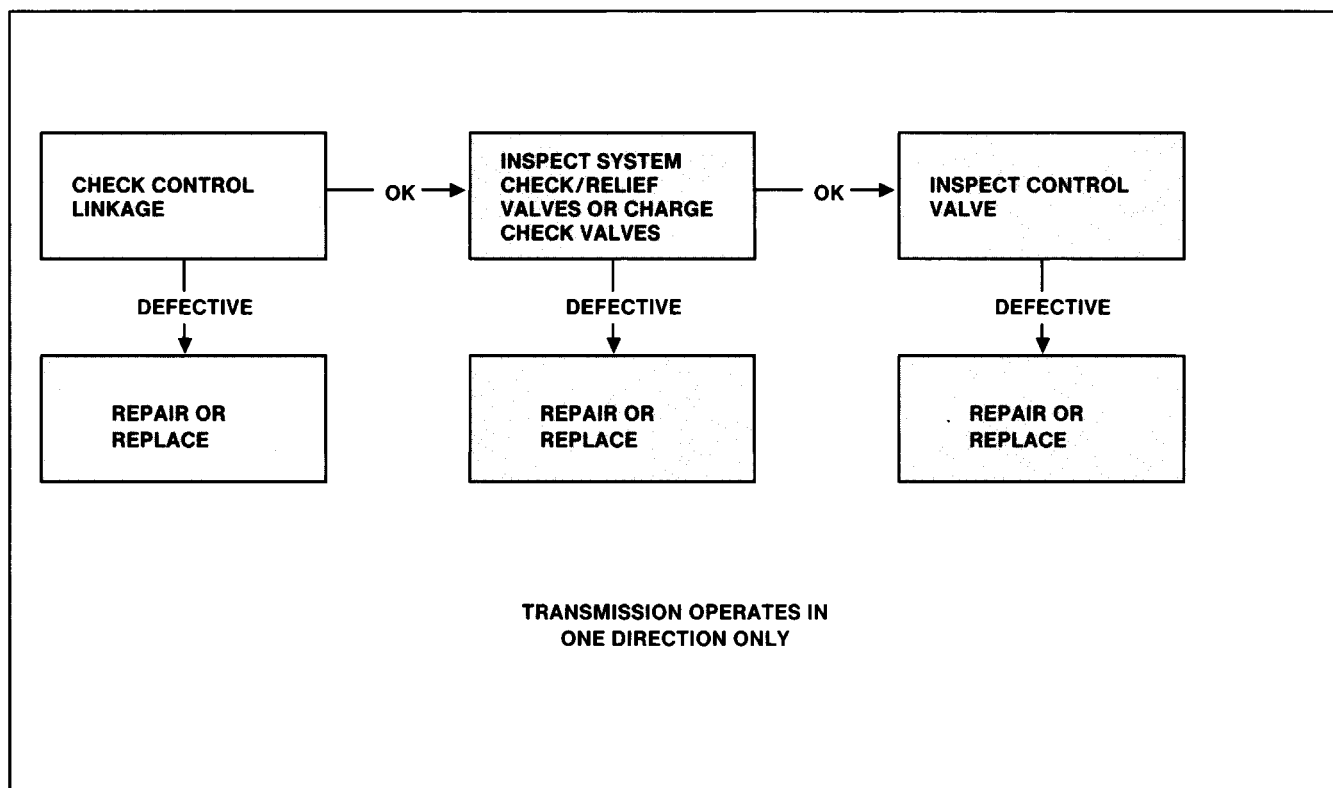 CHECK CONTROL
LINKAGE
OK
INSPECT SYSTEM
CHECK/RELIEF
VALVES OR CHARGE
CHECK VALVES
OK
INSPECT CONTROL
VALVE
DEFECTIVE
DEFECTIVE
DEFECTIVE
REPAIR OR
REPLACE
REPAIR OR
REPLACE
REPAIR OR
REPLACE
TRANSMISSION OPERATES IN
ONE DIRECTION ONLY